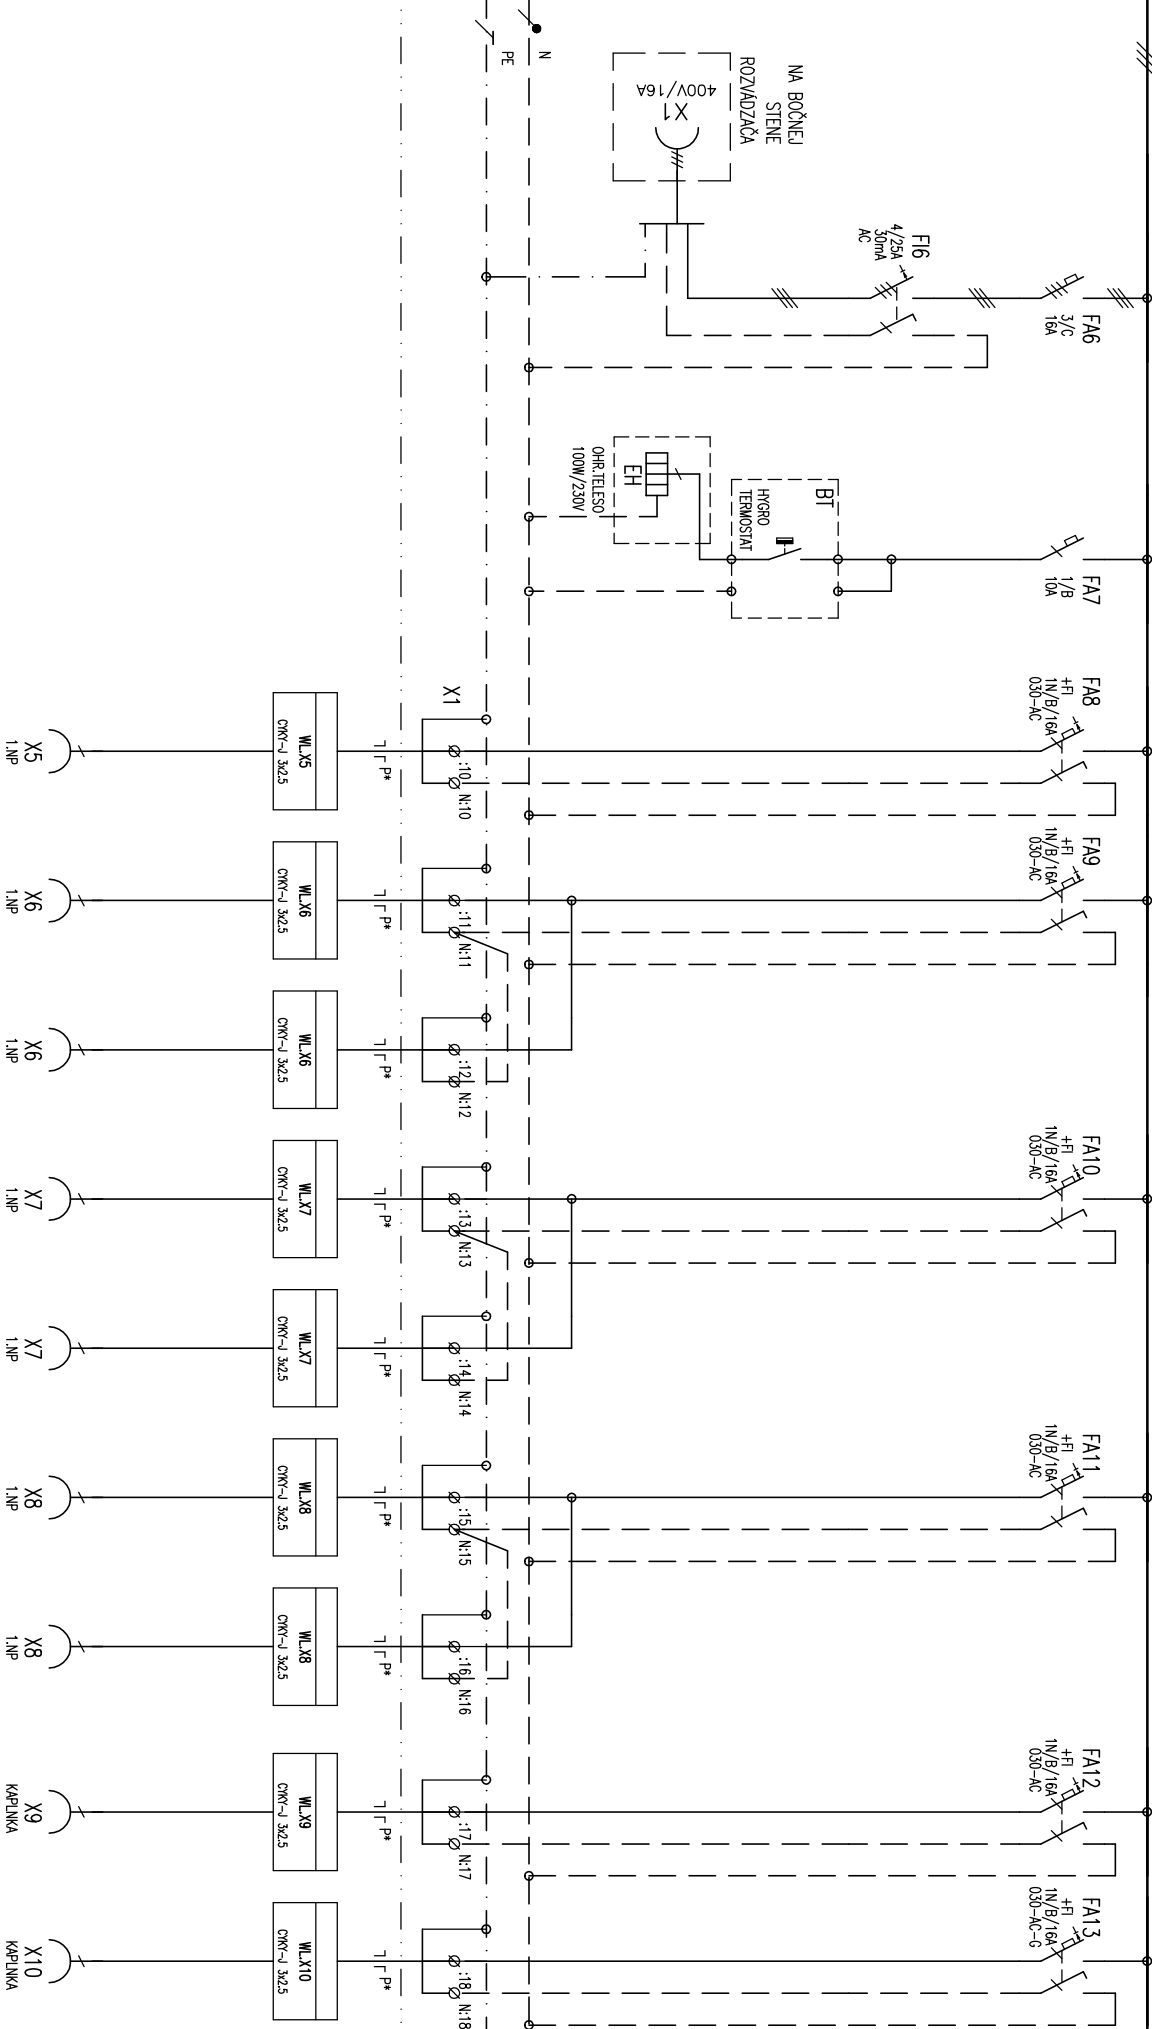 N
PE
NA BOČNEJ
STENE
ROZVÁDZAČA
X1
400V/16A
FI6
4/25A
30mA
AC
FA6
3/C
16A
EH
OHR.TELESO
100W/230V
BT
HYGRO
TERMOSTAT
FA7
1/B
10A
X1
FA8
+FI
1N/B/16A
030-AC
:10
N:10
P*
WL.X5
CYKY-J 3x2.5
X5
1.NP
FA9
+FI
1N/B/16A
030-AC
:11
N:11
P*
WL.X6
CYKY-J 3x2.5
X6
1.NP
:12
N:12
P*
WL.X6
CYKY-J 3x2.5
X6
1.NP
FA10
+FI
1N/B/16A
030-AC
:13
N:13
P*
WL.X7
CYKY-J 3x2.5
X7
1.NP
:14
N:14
P*
WL.X7
CYKY-J 3x2.5
X7
1.NP
FA11
+FI
1N/B/16A
030-AC
:15
N:15
P*
WL.X8
CYKY-J 3x2.5
X8
1.NP
:16
N:16
P*
WL.X8
CYKY-J 3x2.5
X8
1.NP
FA12
+FI
1N/B/16A
030-AC
:17
N:17
P*
WL.X9
CYKY-J 3x2.5
X9
KAPLNKA
FA13
+FI
1N/B/16A
030-AC-G
:18
N:18
P*
WL.X10
CYKY-J 3x2.5
X10
KAPLNKA